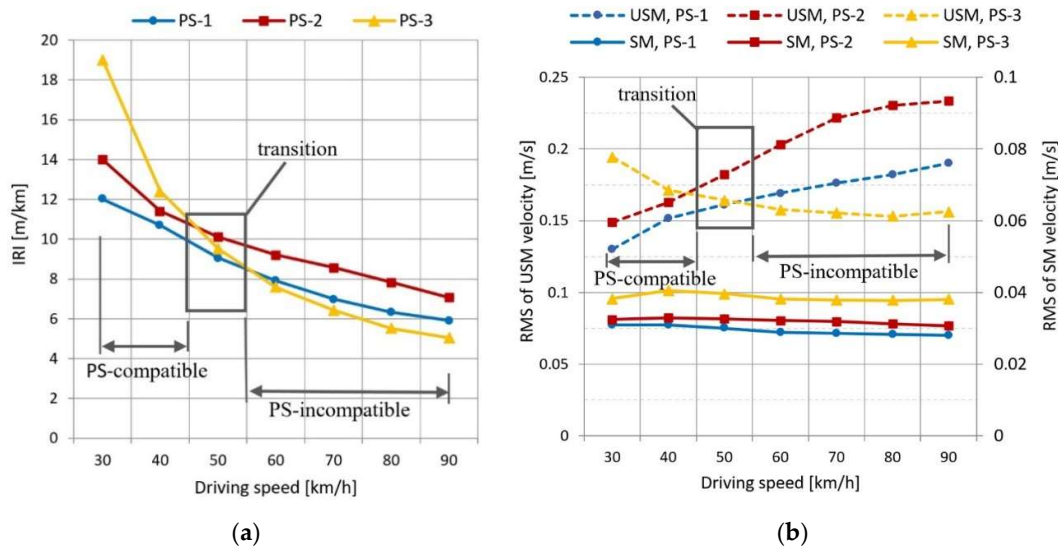 PS-1 PS-2 PS-3
IRI [m/km]
20
18
16
14
12
10
8
6
4
2
0
transition
PS-compatible
PS-incompatible
30 40 50 60 70 80 90
Driving speed [km/h]
(a)
USM, PS-1 USM, PS-2 USM, PS-3
SM, PS-1 SM, PS-2 SM, PS-3
RMS of USM velocity [m/s]
0.25
0.2
0.15
0.1
0.05
0
transition
PS-compatible
PS-incompatible
0.1
0.08
0.06
0.04
0.02
0
RMS of SM velocity [m/s]
30 40 50 60 70 80 90
Driving speed [km/h]
(b)